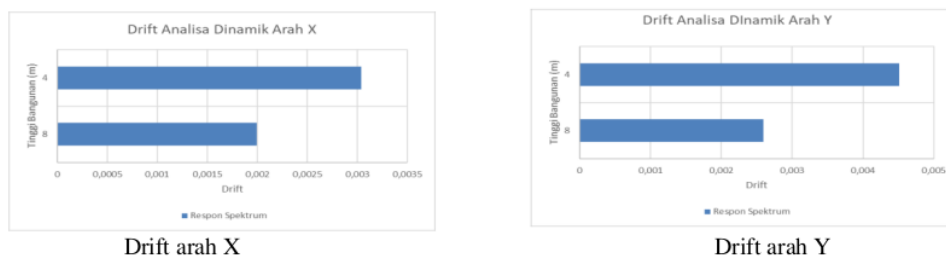 Drift Analisa Dinamik Arah X
Tinggi Bangunan (m)
4
8
0 0,0005 0,001 0,0015 0,002 0,0025 0,003 0,0035
Drift
Respon Spektrum
Drift arah X
Drift Analisa DInamik Arah Y
Tinggi Bangunan (m)
4
8
0 0,001 0,002 0,003 0,004 0,005
Drift
Respon Spektrum
Drift arah Y